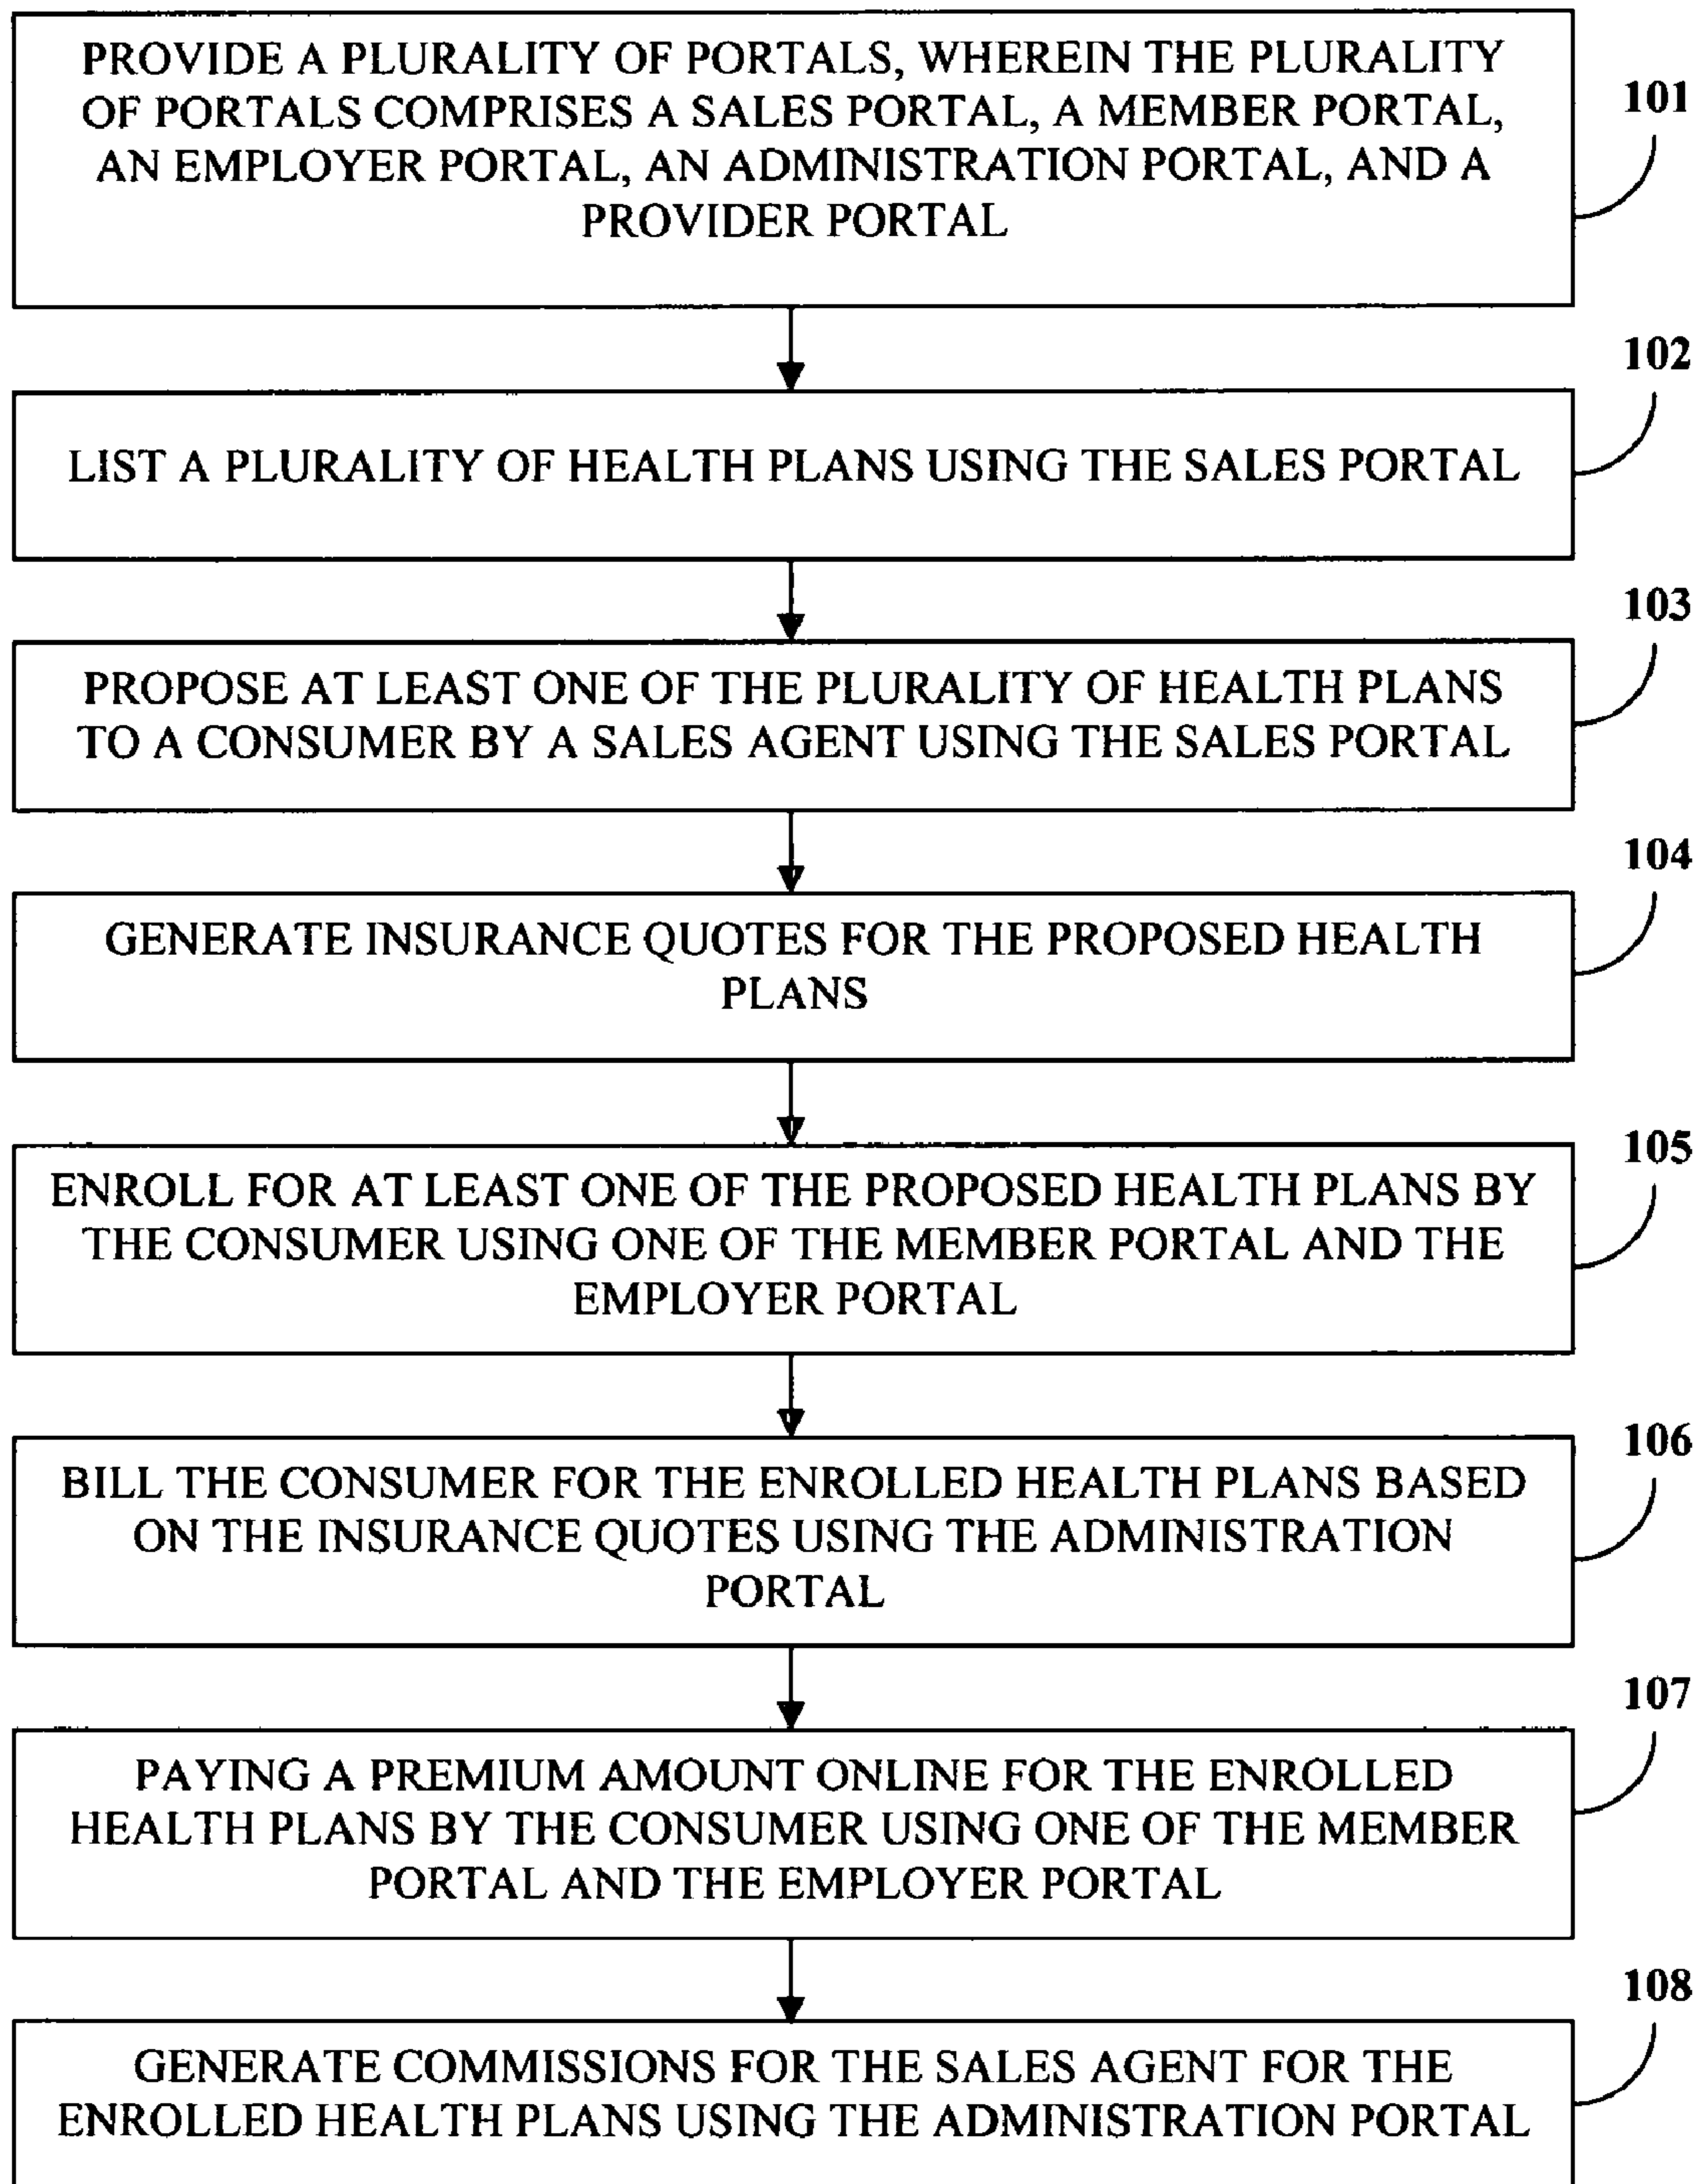 PROVIDE A PLURALITY OF PORTALS, WHEREIN THE PLURALITY
OF PORTALS COMPRISES A SALES PORTAL, A MEMBER PORTAL,
AN EMPLOYER PORTAL, AN ADMINISTRATION PORTAL, AND A
PROVIDER PORTAL
101
102
LIST A PLURALITY OF HEALTH PLANS USING THE SALES PORTAL
103
PROPOSE AT LEAST ONE OF THE PLURALITY OF HEALTH PLANS
TO A CONSUMER BY A SALES AGENT USING THE SALES PORTAL
104
GENERATE INSURANCE QUOTES FOR THE PROPOSED HEALTH
PLANS
105
ENROLL FOR AT LEAST ONE OF THE PROPOSED HEALTH PLANS BY
THE CONSUMER USING ONE OF THE MEMBER PORTAL AND THE
EMPLOYER PORTAL
106
BILL THE CONSUMER FOR THE ENROLLED HEALTH PLANS BASED
ON THE INSURANCE QUOTES USING THE ADMINISTRATION
PORTAL
107
PAYING A PREMIUM AMOUNT ONLINE FOR THE ENROLLED
HEALTH PLANS BY THE CONSUMER USING ONE OF THE MEMBER
PORTAL AND THE EMPLOYER PORTAL
108
GENERATE COMMISSIONS FOR THE SALES AGENT FOR THE
ENROLLED HEALTH PLANS USING THE ADMINISTRATION PORTAL